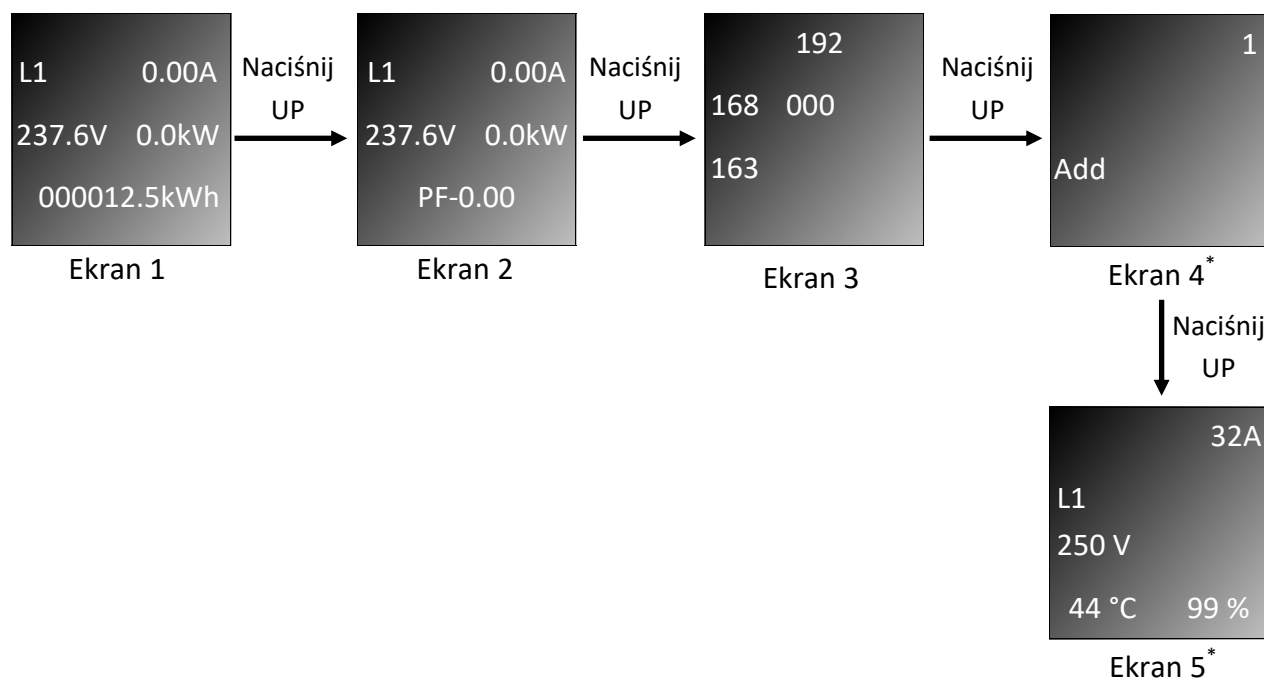 L1 0.00A
237.6V 0.0kW
000012.5kWh
Ekran 1
Naciśnij
UP
L1 0.00A
237.6V 0.0kW
PF-0.00
Ekran 2
Naciśnij
UP
192
168 000
163
Ekran 3
Naciśnij
UP
1
Add
Ekran 4*
Naciśnij
UP
32A
L1
250 V
44 °C 99 %
Ekran 5*